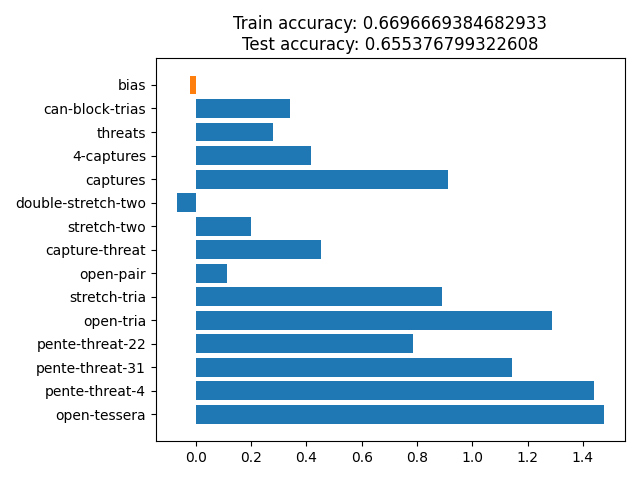 Train accuracy: 0.6696669384682933
Test accuracy: 0.655376799322608
bias
can-block-trias
threats
4-captures
captures
double-stretch-two
stretch-two
capture-threat
open-pair
stretch-tria
open-tria
pente-threat-22
pente-threat-31
pente-threat-4
open-tessera
0.0 0.2 0.4 0.6 0.8 1.0 1.2 1.4